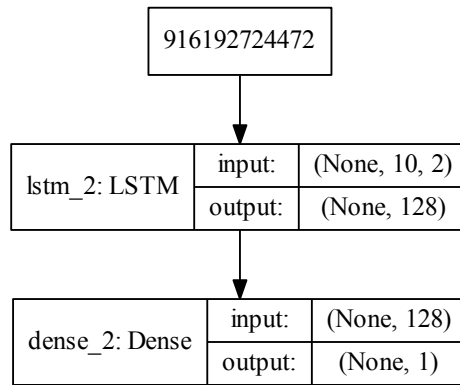 916192724472
lstm_2: LSTM
input:
(None, 10, 2)
output:
(None, 128)
dense_2: Dense
input:
(None, 128)
output:
(None, 1)